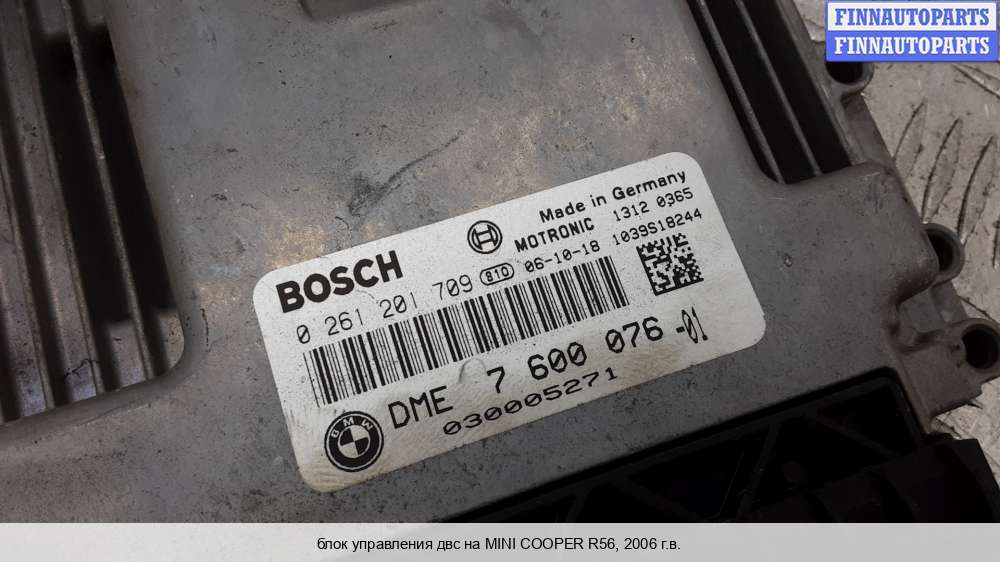 FINNAUTOPARTS
FINNAUTOPARTS
Made in Germany
BOSCH
MOTRONIC 1312 0365
0 261 201 709 810 06-10-18 1039S18244
DME 7 600 076-01
030005271
BMW
блок управления двс на MINI COOPER R56, 2006 г.в.